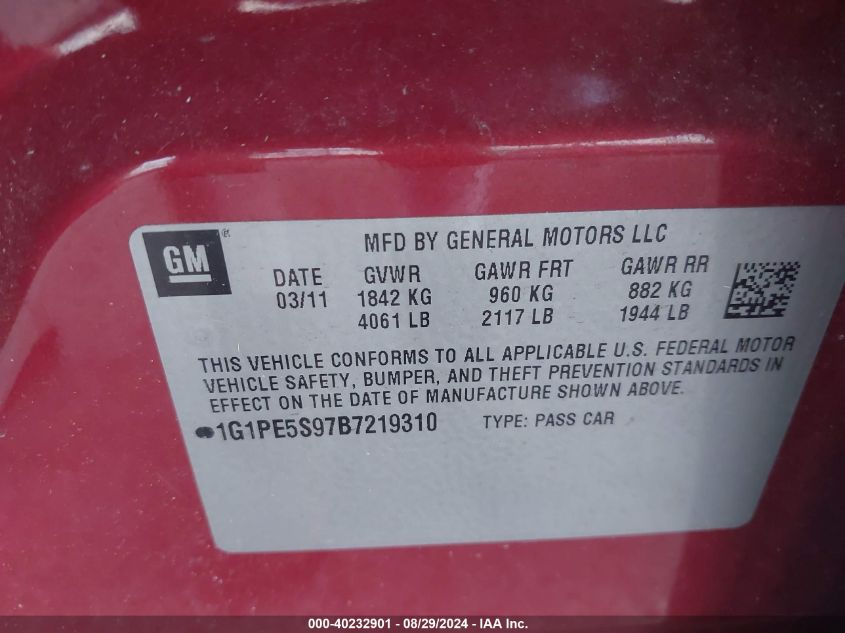 GM®
MFD BY GENERAL MOTORS LLC
DATE GVWR GAWR FRT GAWR RR
03/11 1842 KG 960 KG 882 KG
4061 LB 2117 LB 1944 LB
THIS VEHICLE CONFORMS TO ALL APPLICABLE U.S. FEDERAL MOTOR
VEHICLE SAFETY, BUMPER, AND THEFT PREVENTION STANDARDS IN
EFFECT ON THE DATE OF MANUFACTURE SHOWN ABOVE.
1G1PE5S97B7219310 TYPE: PASS CAR
000-40232901 - 08/29/2024 - IAA Inc.